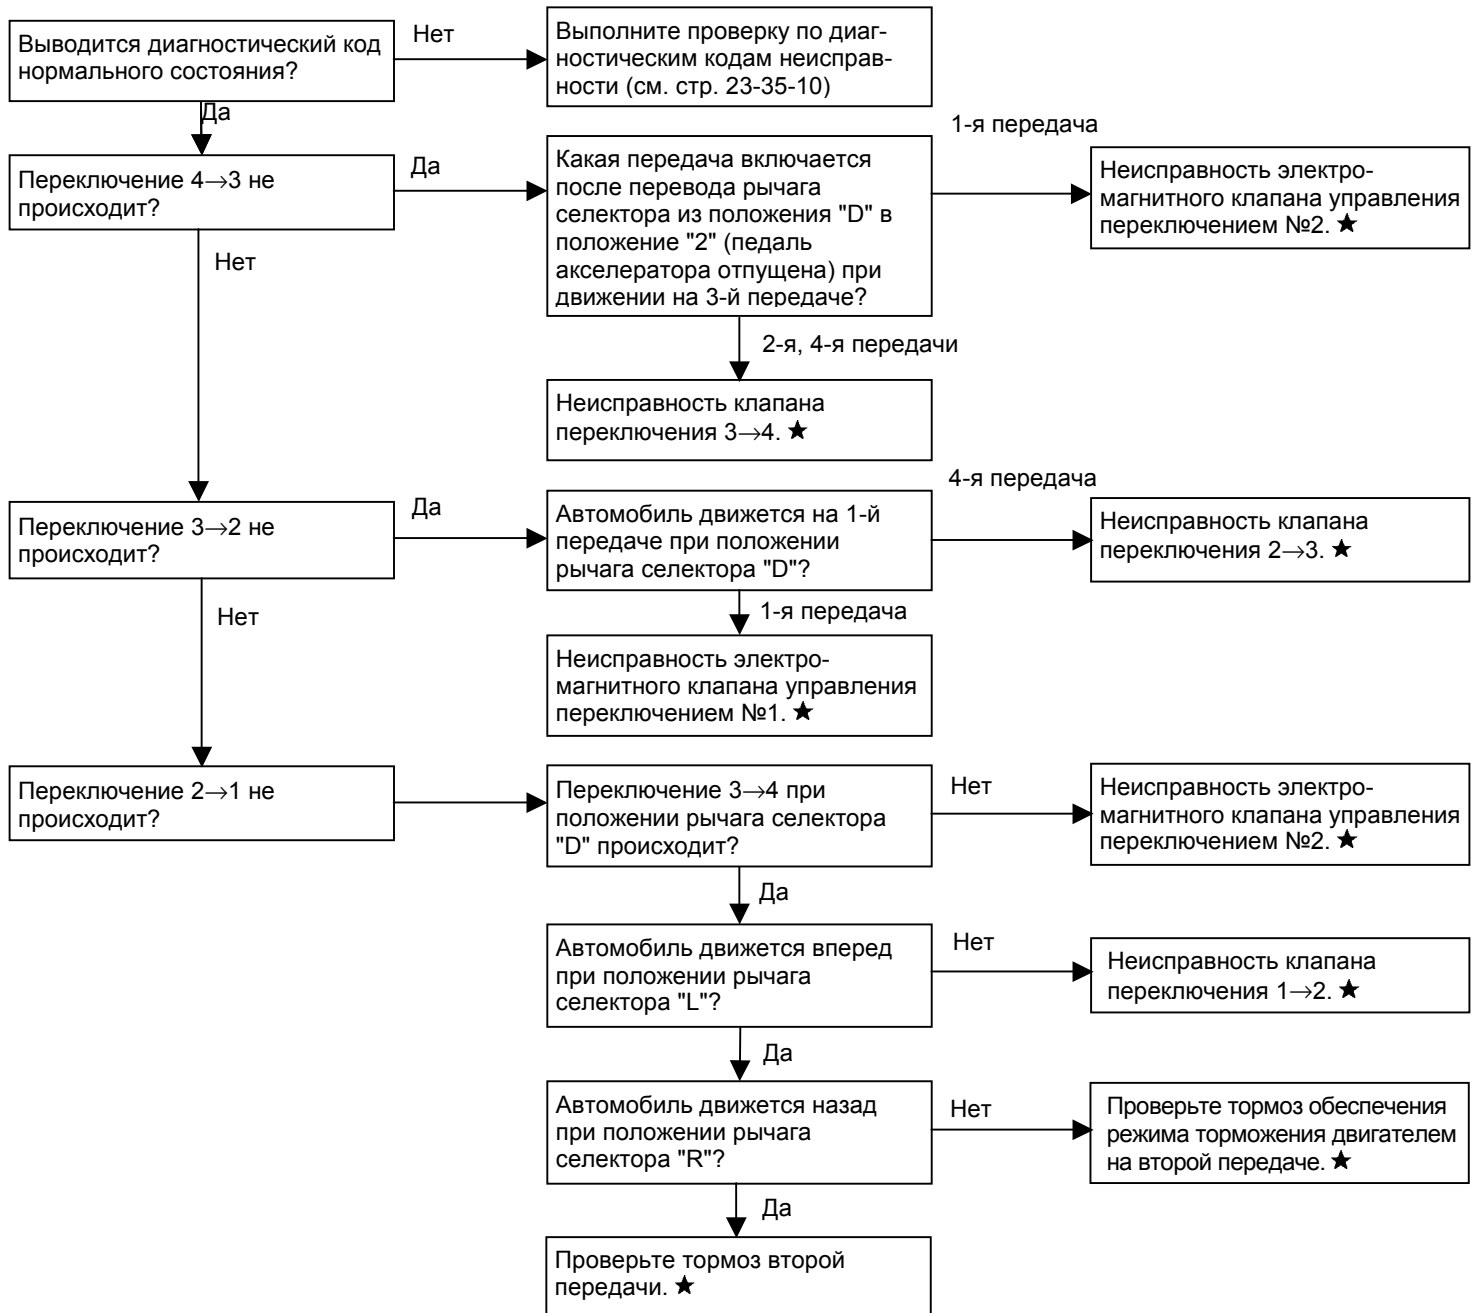 Выводится диагностический код
нормального состояния?
Нет
Выполните проверку по диаг-
ностическим кодам неисправ-
ности (см. стр. 23-35-10)
Да
Переключение 4→3 не
происходит?
Да
Какая передача включается
после перевода рычага
селектора из положения "D" в
положение "2" (педаль
акселератора отпущена) при
движении на 3-й передаче?
1-я передача
Неисправность электро-
магнитного клапана управления
переключением №2. ★
Нет
2-я, 4-я передачи
Неисправность клапана
переключения 3→4. ★
Переключение 3→2 не
происходит?
Да
Автомобиль движется на 1-й
передаче при положении
рычага селектора "D"?
4-я передача
Неисправность клапана
переключения 2→3. ★
Нет
1-я передача
Неисправность электро-
магнитного клапана управления
переключением №1. ★
Переключение 2→1 не
происходит?
Переключение 3→4 при
положении рычага селектора
"D" происходит?
Нет
Неисправность электро-
магнитного клапана управления
переключением №2. ★
Да
Автомобиль движется вперед
при положении рычага
селектора "L"?
Нет
Неисправность клапана
переключения 1→2. ★
Да
Автомобиль движется назад
при положении рычага
селектора "R"?
Нет
Проверьте тормоз обеспечения
режима торможения двигателем
на второй передаче. ★
Да
Проверьте тормоз второй
передачи. ★